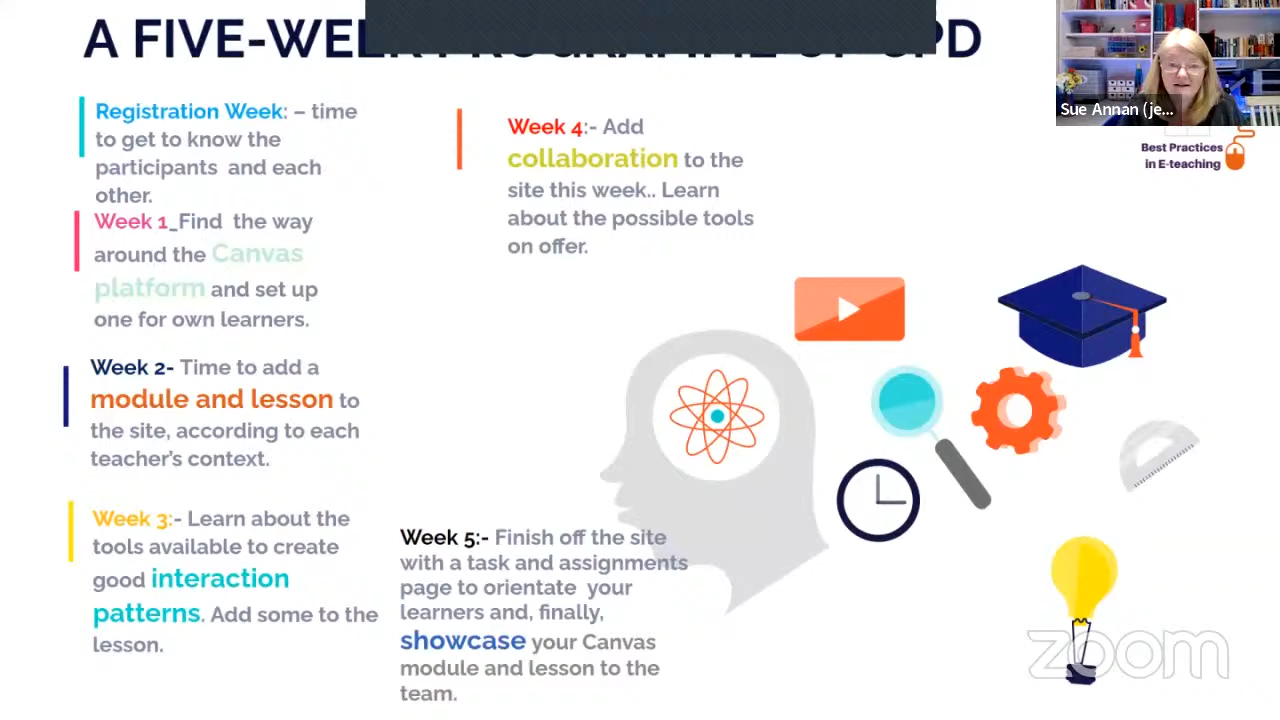 A FIVE-WEEK PROGRAMME OF CPD
Registration Week: – time
to get to know the
participants and each
other.
Week 1_Find the way
around the Canvas
platform and set up
one for own learners.
Week 2- Time to add a
module and lesson to
the site, according to each
teacher's context.
Week 3:- Learn about the
tools available to create
good interaction
patterns. Add some to the
lesson.
Week 4:- Add
collaboration to the
site this week.. Learn
about the possible tools
on offer.
Week 5:- Finish off the site
with a task and assignments
page to orientate your
learners and, finally,
showcase your Canvas
module and lesson to the
team.
Sue Annan (je...
Best Practices
in E-teaching
zoom